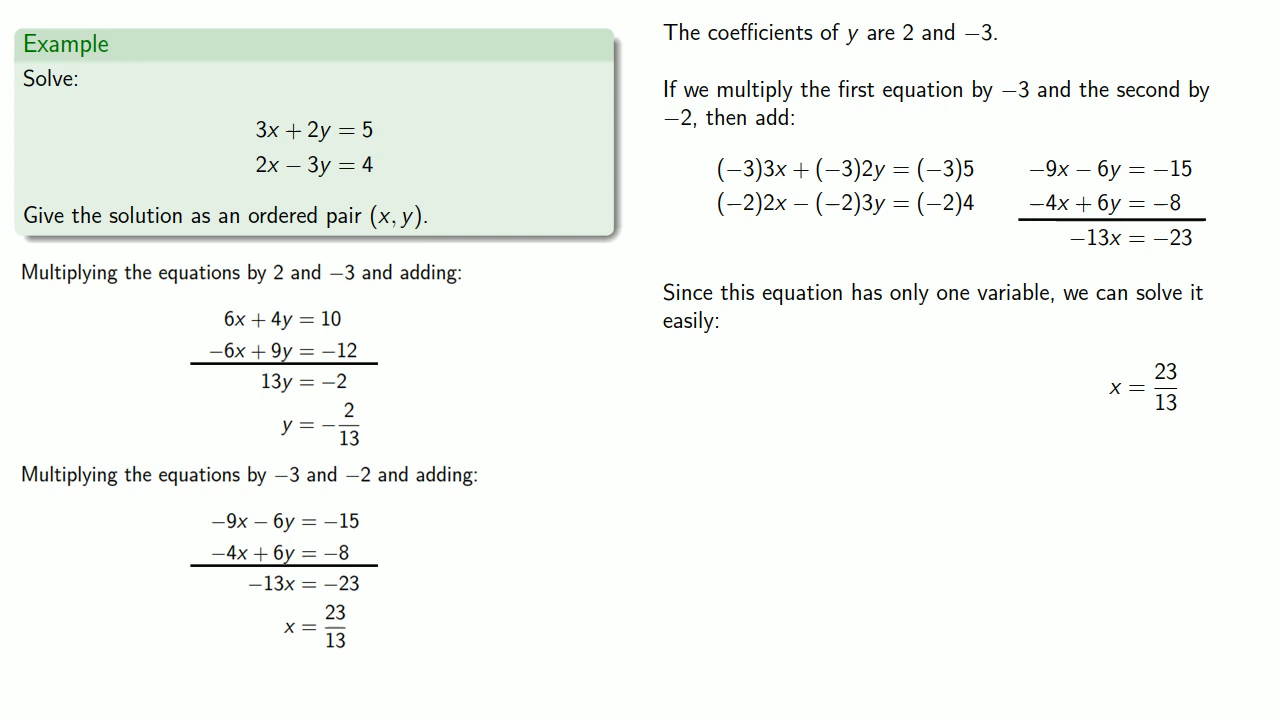 Example
Solve:
3x + 2y = 5
2x − 3y = 4
Give the solution as an ordered pair (x, y).
Multiplying the equations by 2 and −3 and adding:
6x + 4y = 10
−6x + 9y = −12
13y = −2
y = −2/13
Multiplying the equations by −3 and −2 and adding:
−9x − 6y = −15
−4x + 6y = −8
−13x = −23
x = 23/13
The coefficients of y are 2 and −3.
If we multiply the first equation by −3 and the second by
−2, then add:
(−3)3x + (−3)2y = (−3)5
(−2)2x − (−2)3y = (−2)4
−9x − 6y = −15
−4x + 6y = −8
−13x = −23
Since this equation has only one variable, we can solve it
easily:
x = 23/13